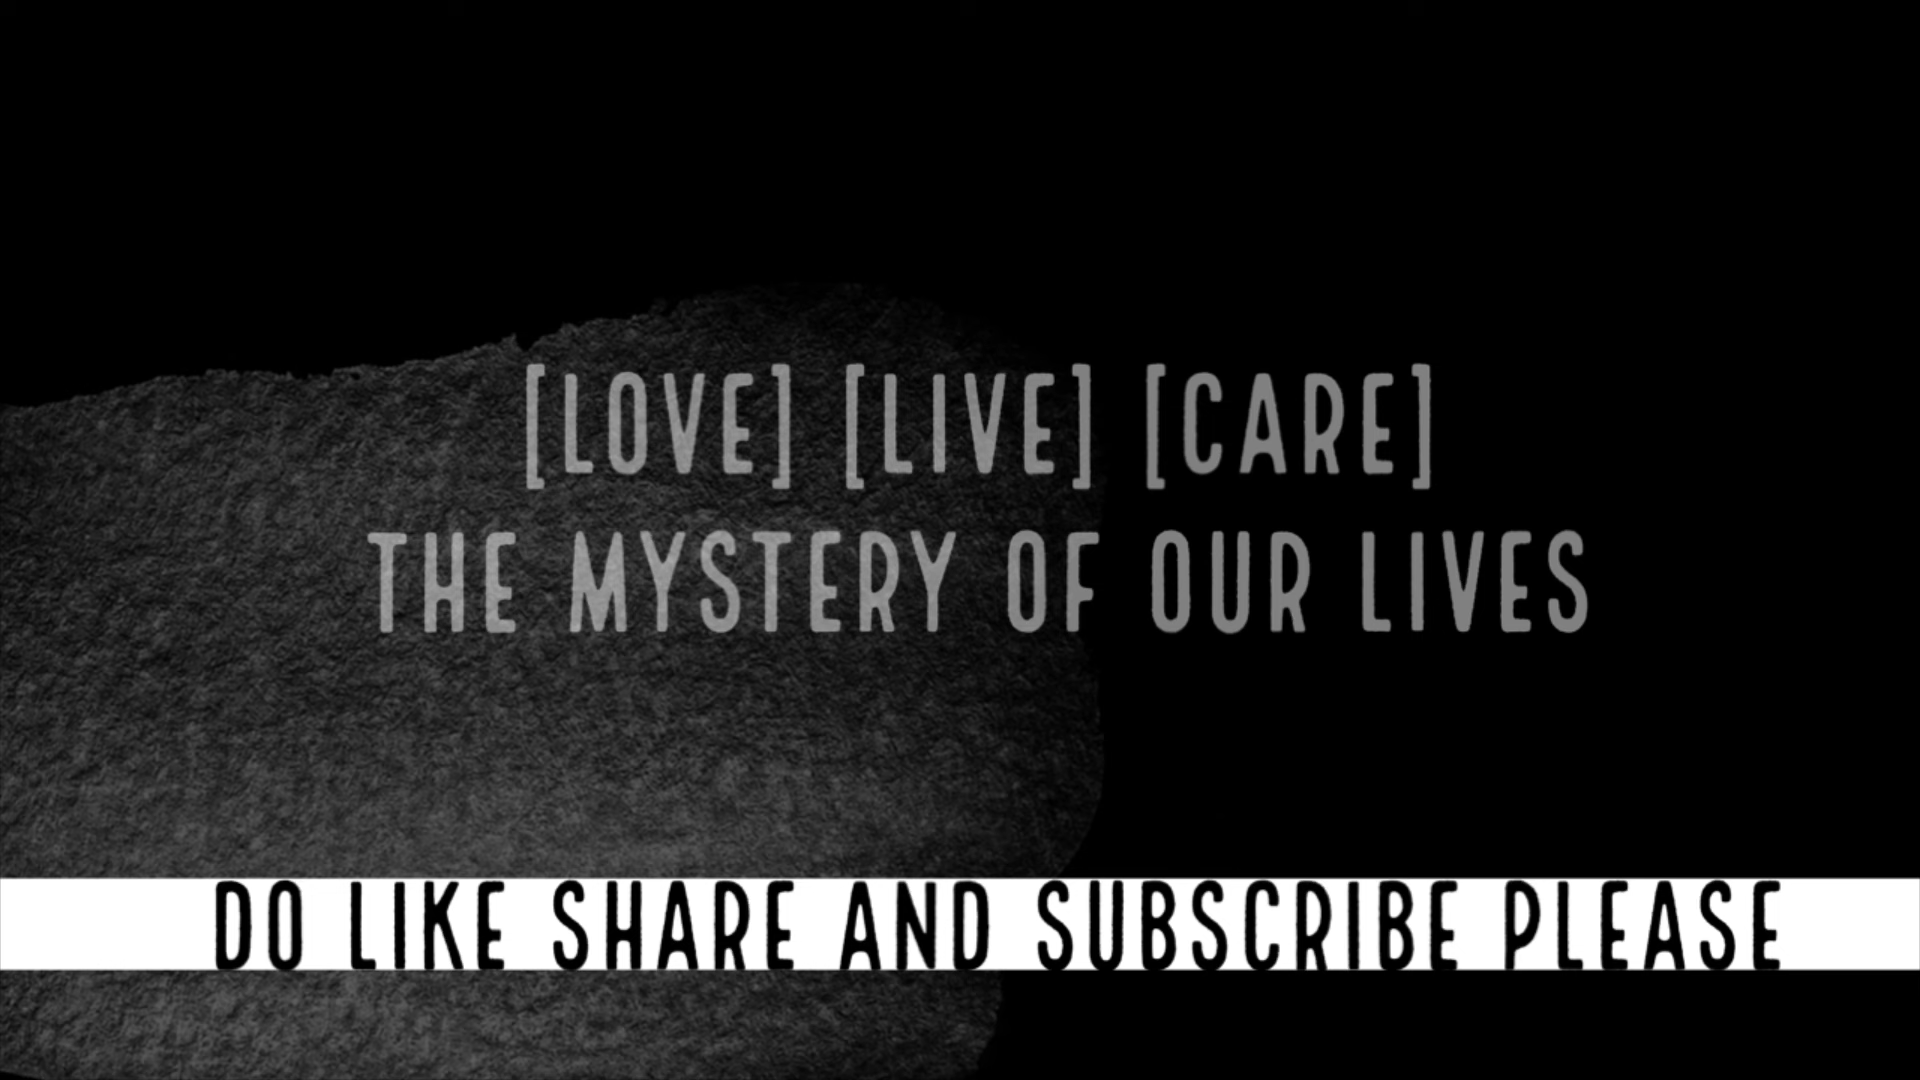 [LOVE] [LIVE] [CARE]
THE MYSTERY OF OUR LIVES
DO LIKE SHARE AND SUBSCRIBE PLEASE